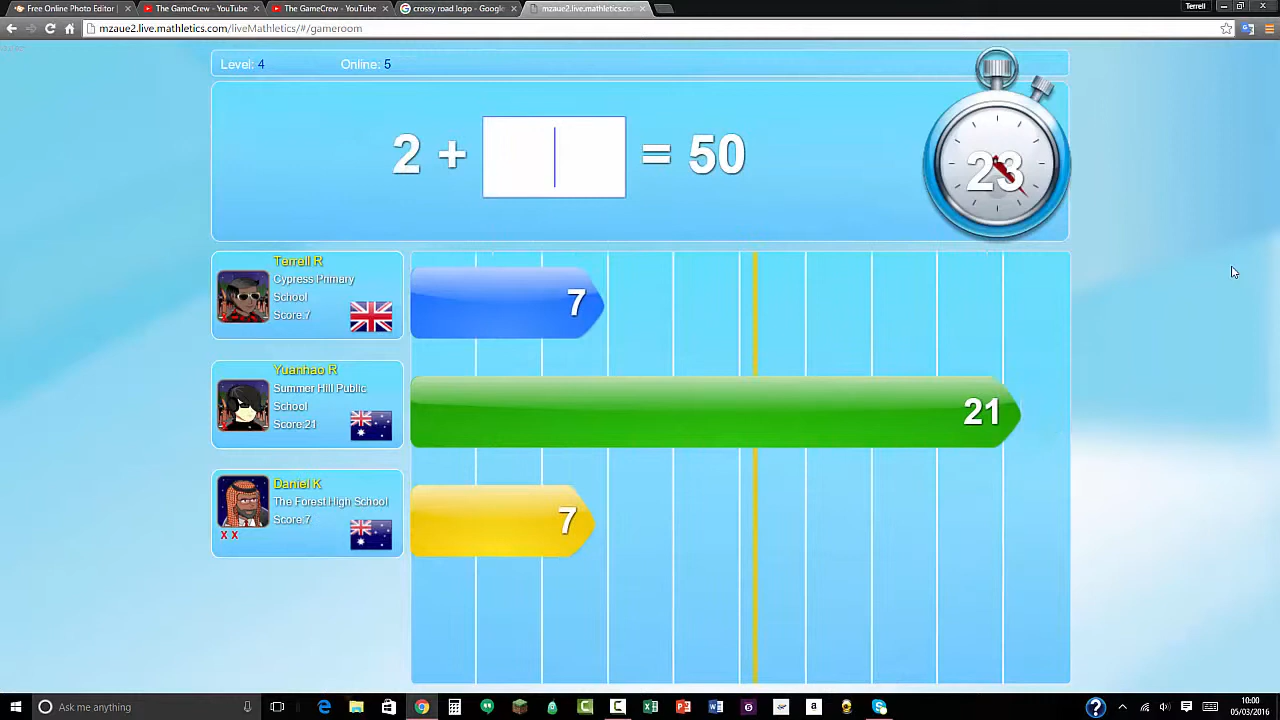 Free Online Photo Editor
The GameCrew - YouTube
The GameCrew - YouTube
crossy road logo - Google
mzaue2.live.mathletics.co
Terrell
mzaue2.live.mathletics.com/liveMathletics/#/gameroom
Level: 4
Online: 5
2 + = 50
23
Terrell R
Cypress Primary
School
Score:7
7
Yuanhao R
Summer Hill Public
School
Score:21
X
21
Daniel K
The Forest High School
Score:7
X X
7
Ask me anything
10:00
05/03/2016